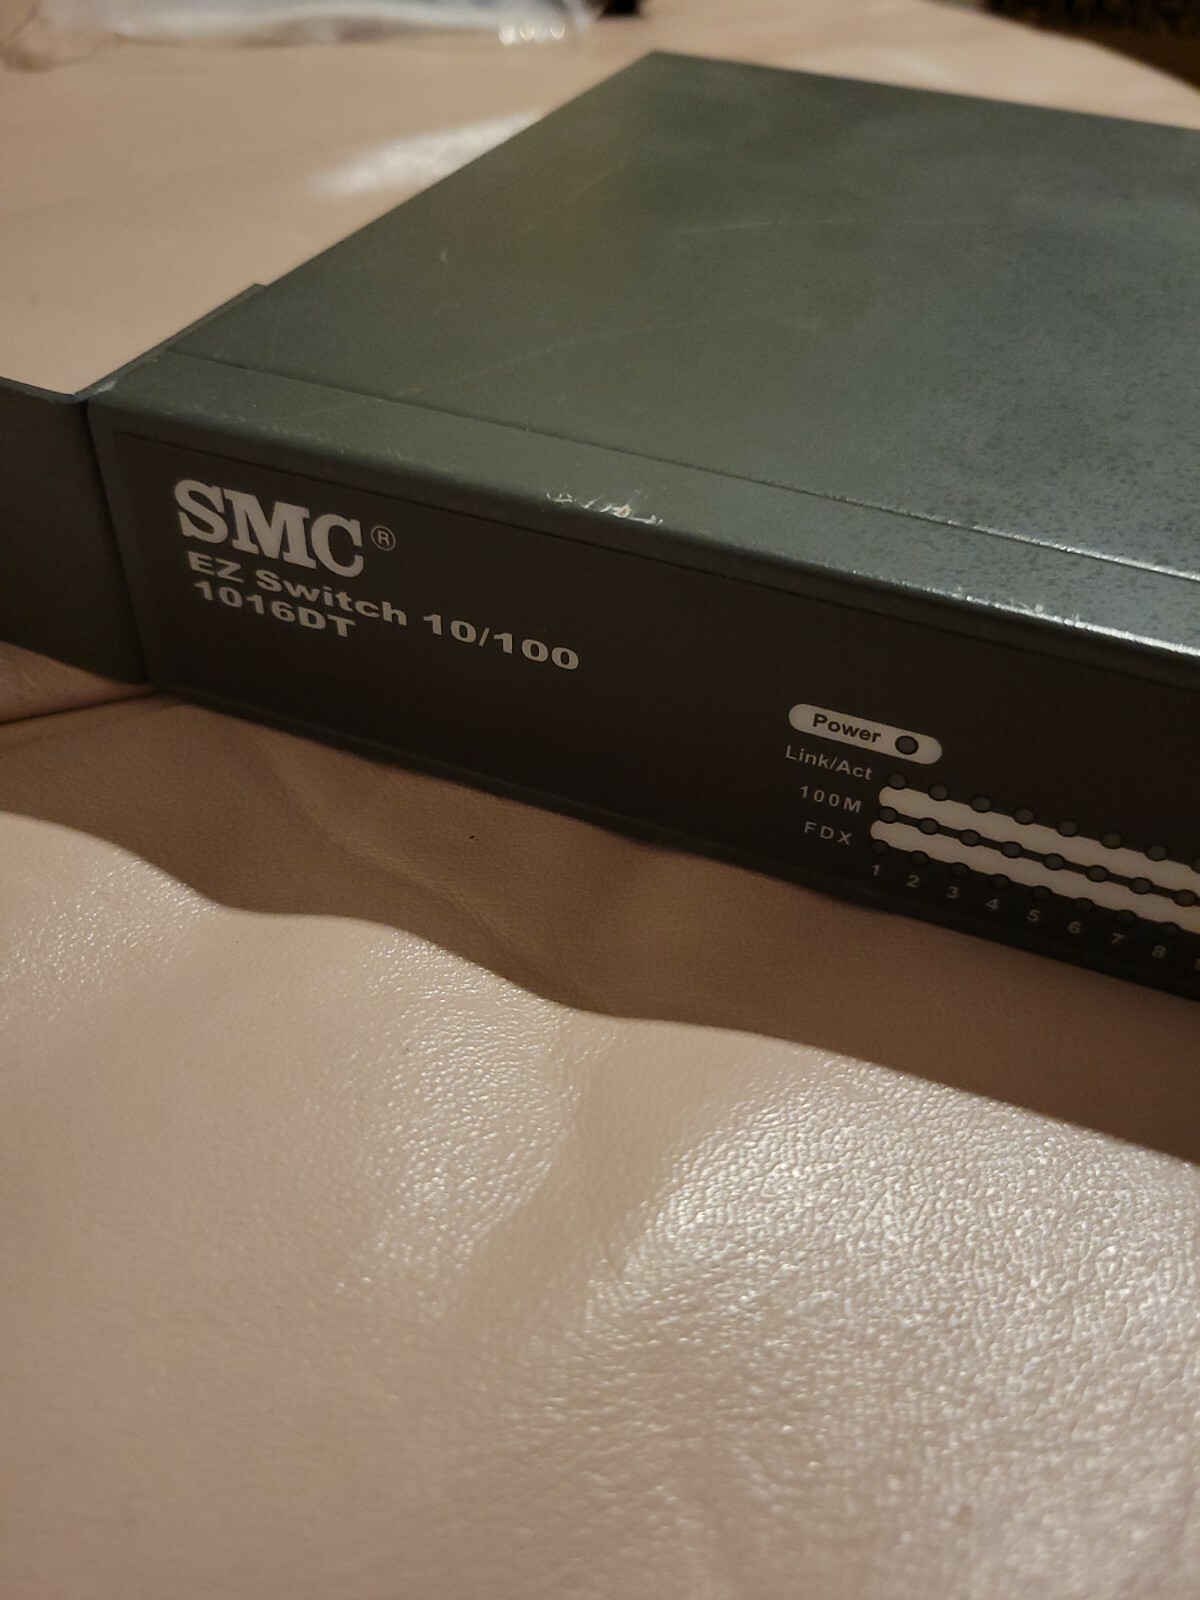 SMC®
EZ Switch 10/100
1016DT
Power
Link/Act
100M
FDX
1 2 3 4 5 6 7 8